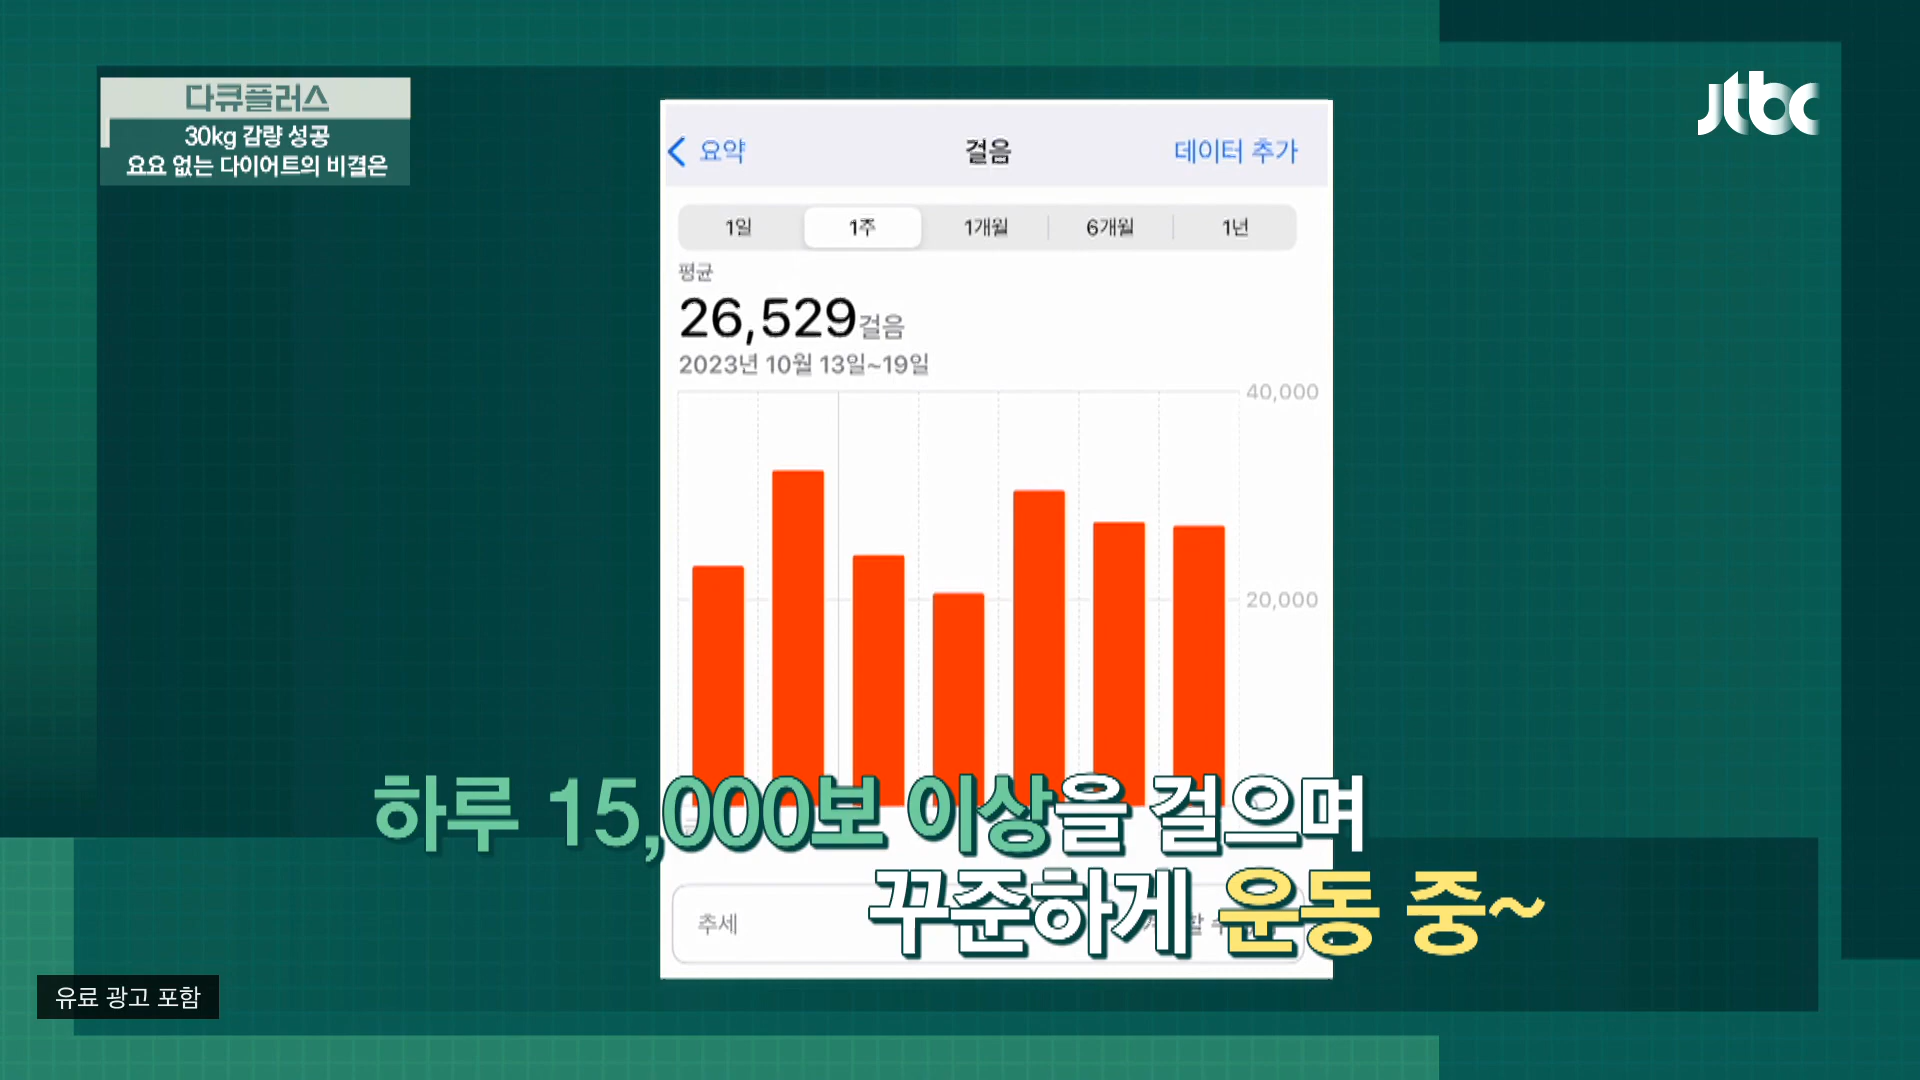 다큐플러스
30kg 감량 성공
요요 없는 다이어트의 비결은
jtbc
요약 걸음 데이터 추가
1일 1주 1개월 6개월 1년
평균
26,529걸음
2023년 10월 13일~19일
40,000
20,000
하루 15,000보 이상을 걸으며
꾸준하게 운동 중~
추세
유료 광고 포함